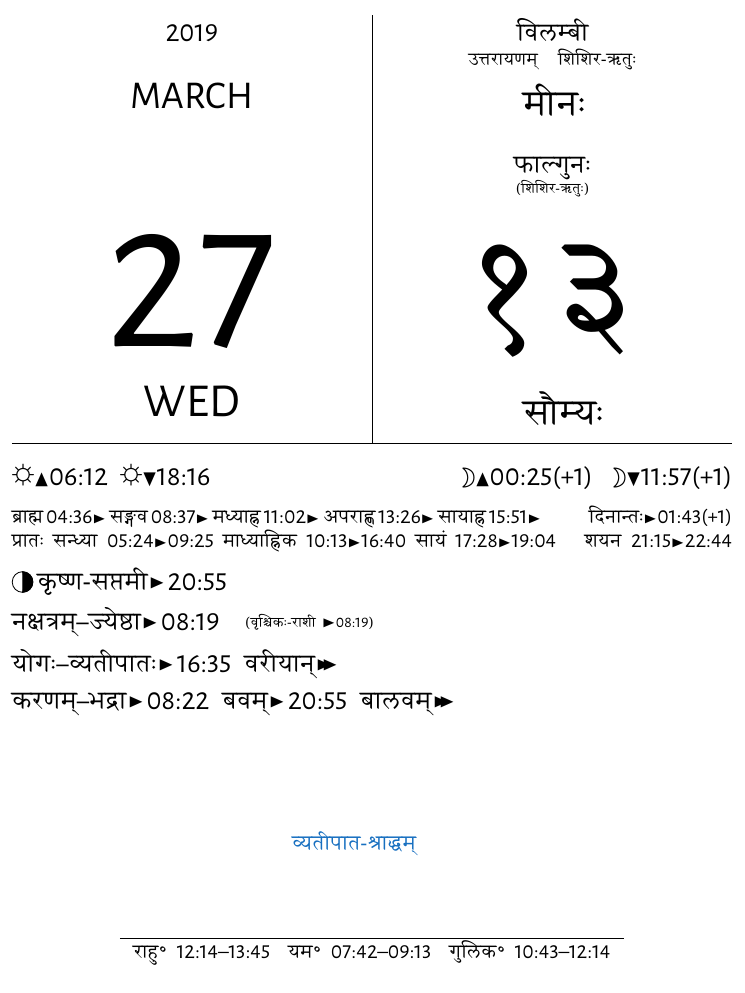 2019
MARCH
27
WED
विलम्बी
उत्तरायणम् शिशिर-ऋतुः
मीनः
फाल्गुनः
(शिशिर-ऋतुः)
१३
सौम्यः
▲06:12 ▼18:16 ▲00:25(+1) ▼11:57(+1)
ब्राह्म 04:36► सङ्गव 08:37► मध्याह्न 11:02► अपराह्ण 13:26► सायाह्न 15:51► दिनान्तः►01:43(+1)
प्रातः सन्ध्या 05:24►09:25 माध्याह्निक 10:13►16:40 सायं 17:28►19:04 शयन 21:15►22:44
कृष्ण-सप्तमी►20:55
नक्षत्रम्–ज्येष्ठा►08:19 (वृश्चिकः-राशी ►08:19)
योगः–व्यतीपातः►16:35 वरीयान्►►
करणम्–भद्रा►08:22 बवम्►20:55 बालवम्►►
व्यतीपात-श्राद्धम्
राहु° 12:14–13:45 यम° 07:42–09:13 गुलिक° 10:43–12:14